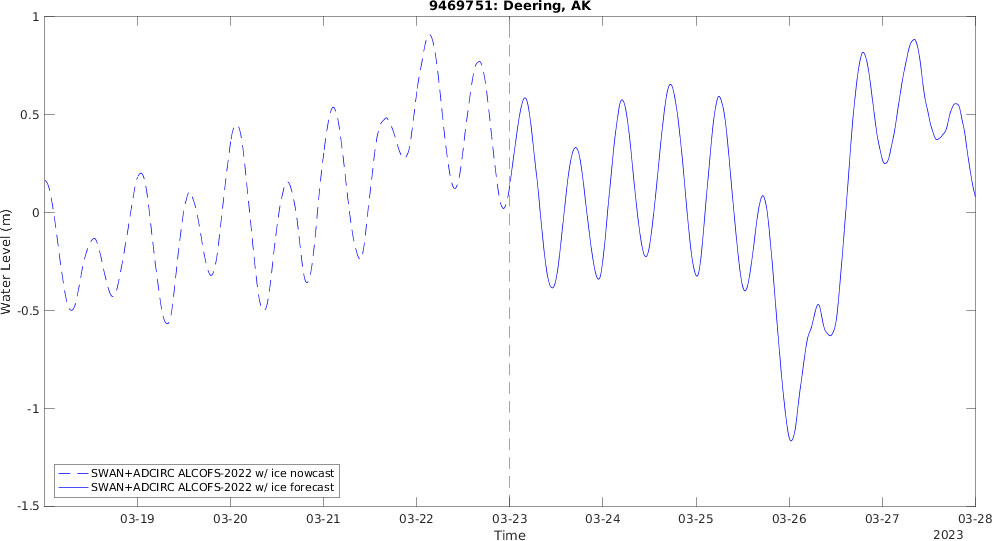 9469751: Deering, AK
Water Level (m)
1
0.5
0
-0.5
-1
-1.5
SWAN+ADCIRC ALCOFS-2022 w/ ice nowcast
SWAN+ADCIRC ALCOFS-2022 w/ ice forecast
03-19 03-20 03-21 03-22 03-23 03-24 03-25 03-26 03-27 03-28
Time
2023